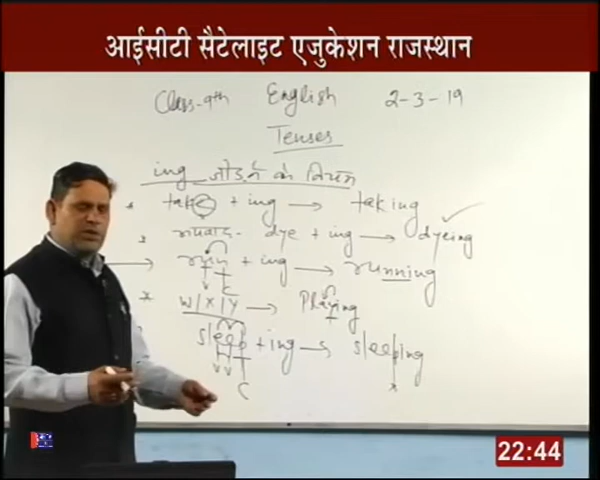 आईसीटी सैटेलाइट एजुकेशन राजस्थान
Class-9th English 2-3-19
Tenses
ing जोड़ने के नियम
* take + ing → taking
* अपवाद- dye + ing → dyeing ✓
→ run + ing → running
C
* W/X/Y → Playing
sleep + ing → sleeping
C *
22:44